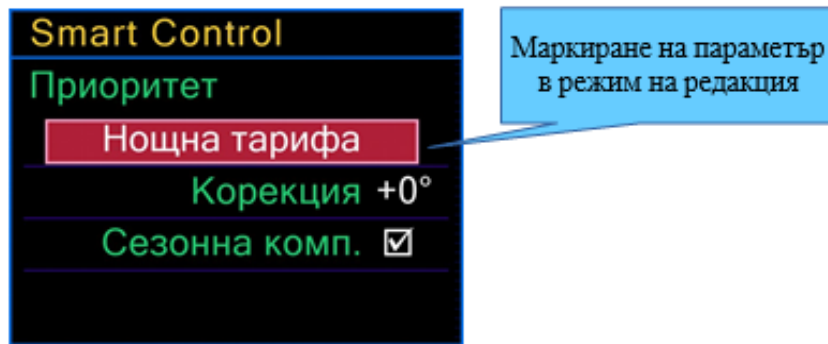 Smart Control
Приоритет
Нощна тарифа
Корекция +0°
Сезонна комп. ☑
Маркиране на параметър
в режим на редакция